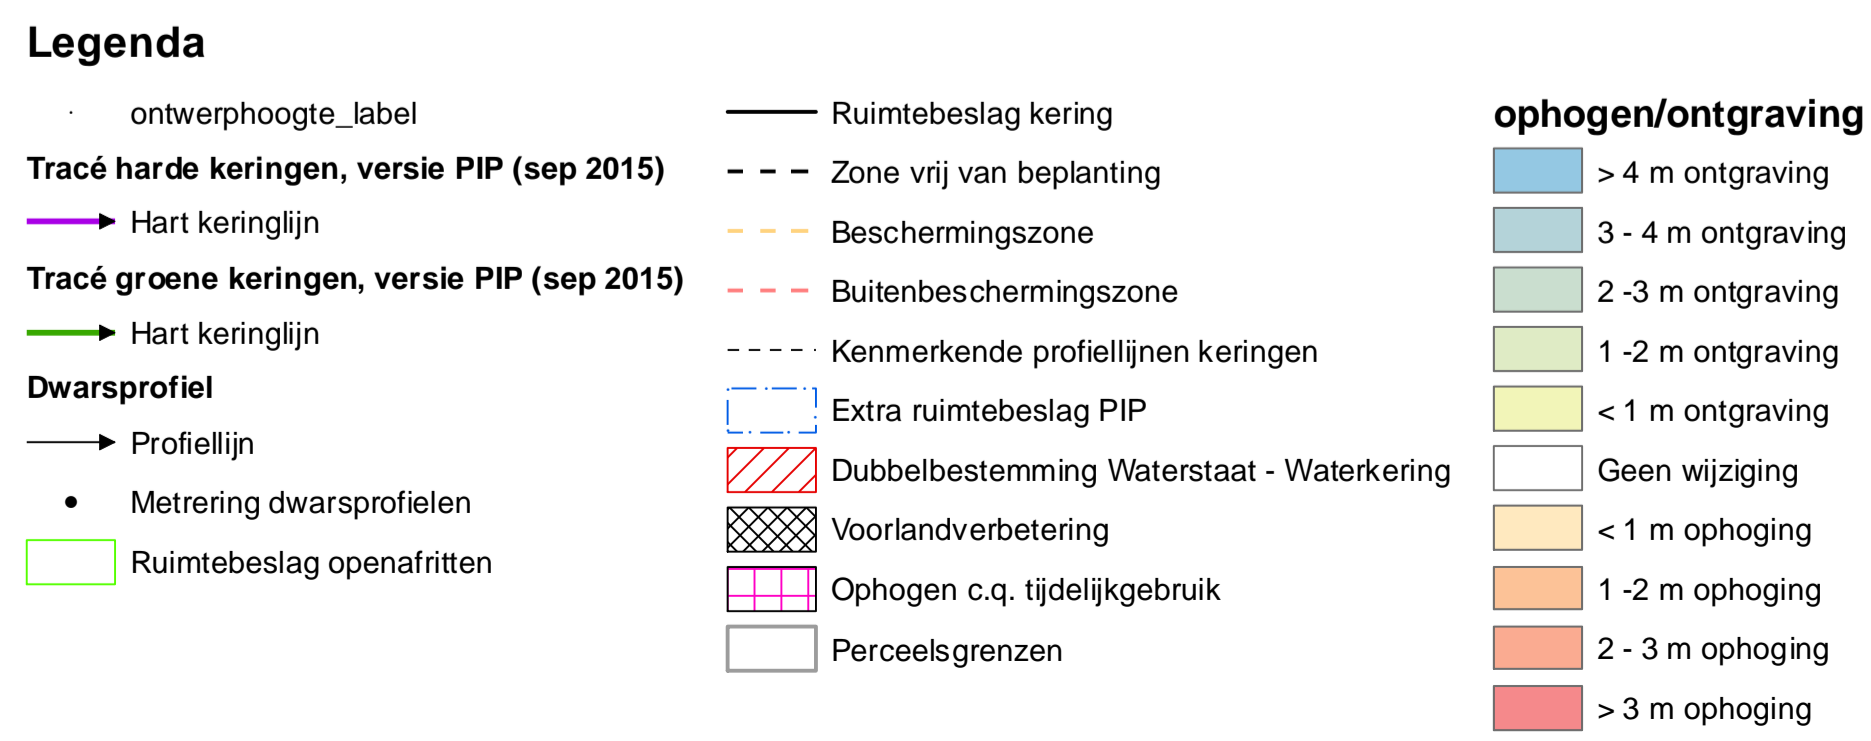 Legenda
ontwerphoogte_label
Tracé harde keringen, versie PIP (sep 2015)
Hart keringlijn
Tracé groene keringen, versie PIP (sep 2015)
Hart keringlijn
Dwarsprofiel
Profiellijn
Metrering dwarsprofielen
Ruimtebeslag openafritten
Ruimtebeslag kering
Zone vrij van beplanting
Beschermingszone
Buitenbeschermingszone
Kenmerkende profiellijnen keringen
Extra ruimtebeslag PIP
Dubbelbestemming Waterstaat - Waterkering
Voorlandverbetering
Ophogen c.q. tijdelijkgebruik
Perceelsgrenzen
ophogen/ontgraving
> 4 m ontgraving
3 - 4 m ontgraving
2 -3 m ontgraving
1 -2 m ontgraving
< 1 m ontgraving
Geen wijziging
< 1 m ophoging
1 -2 m ophoging
2 - 3 m ophoging
> 3 m ophoging